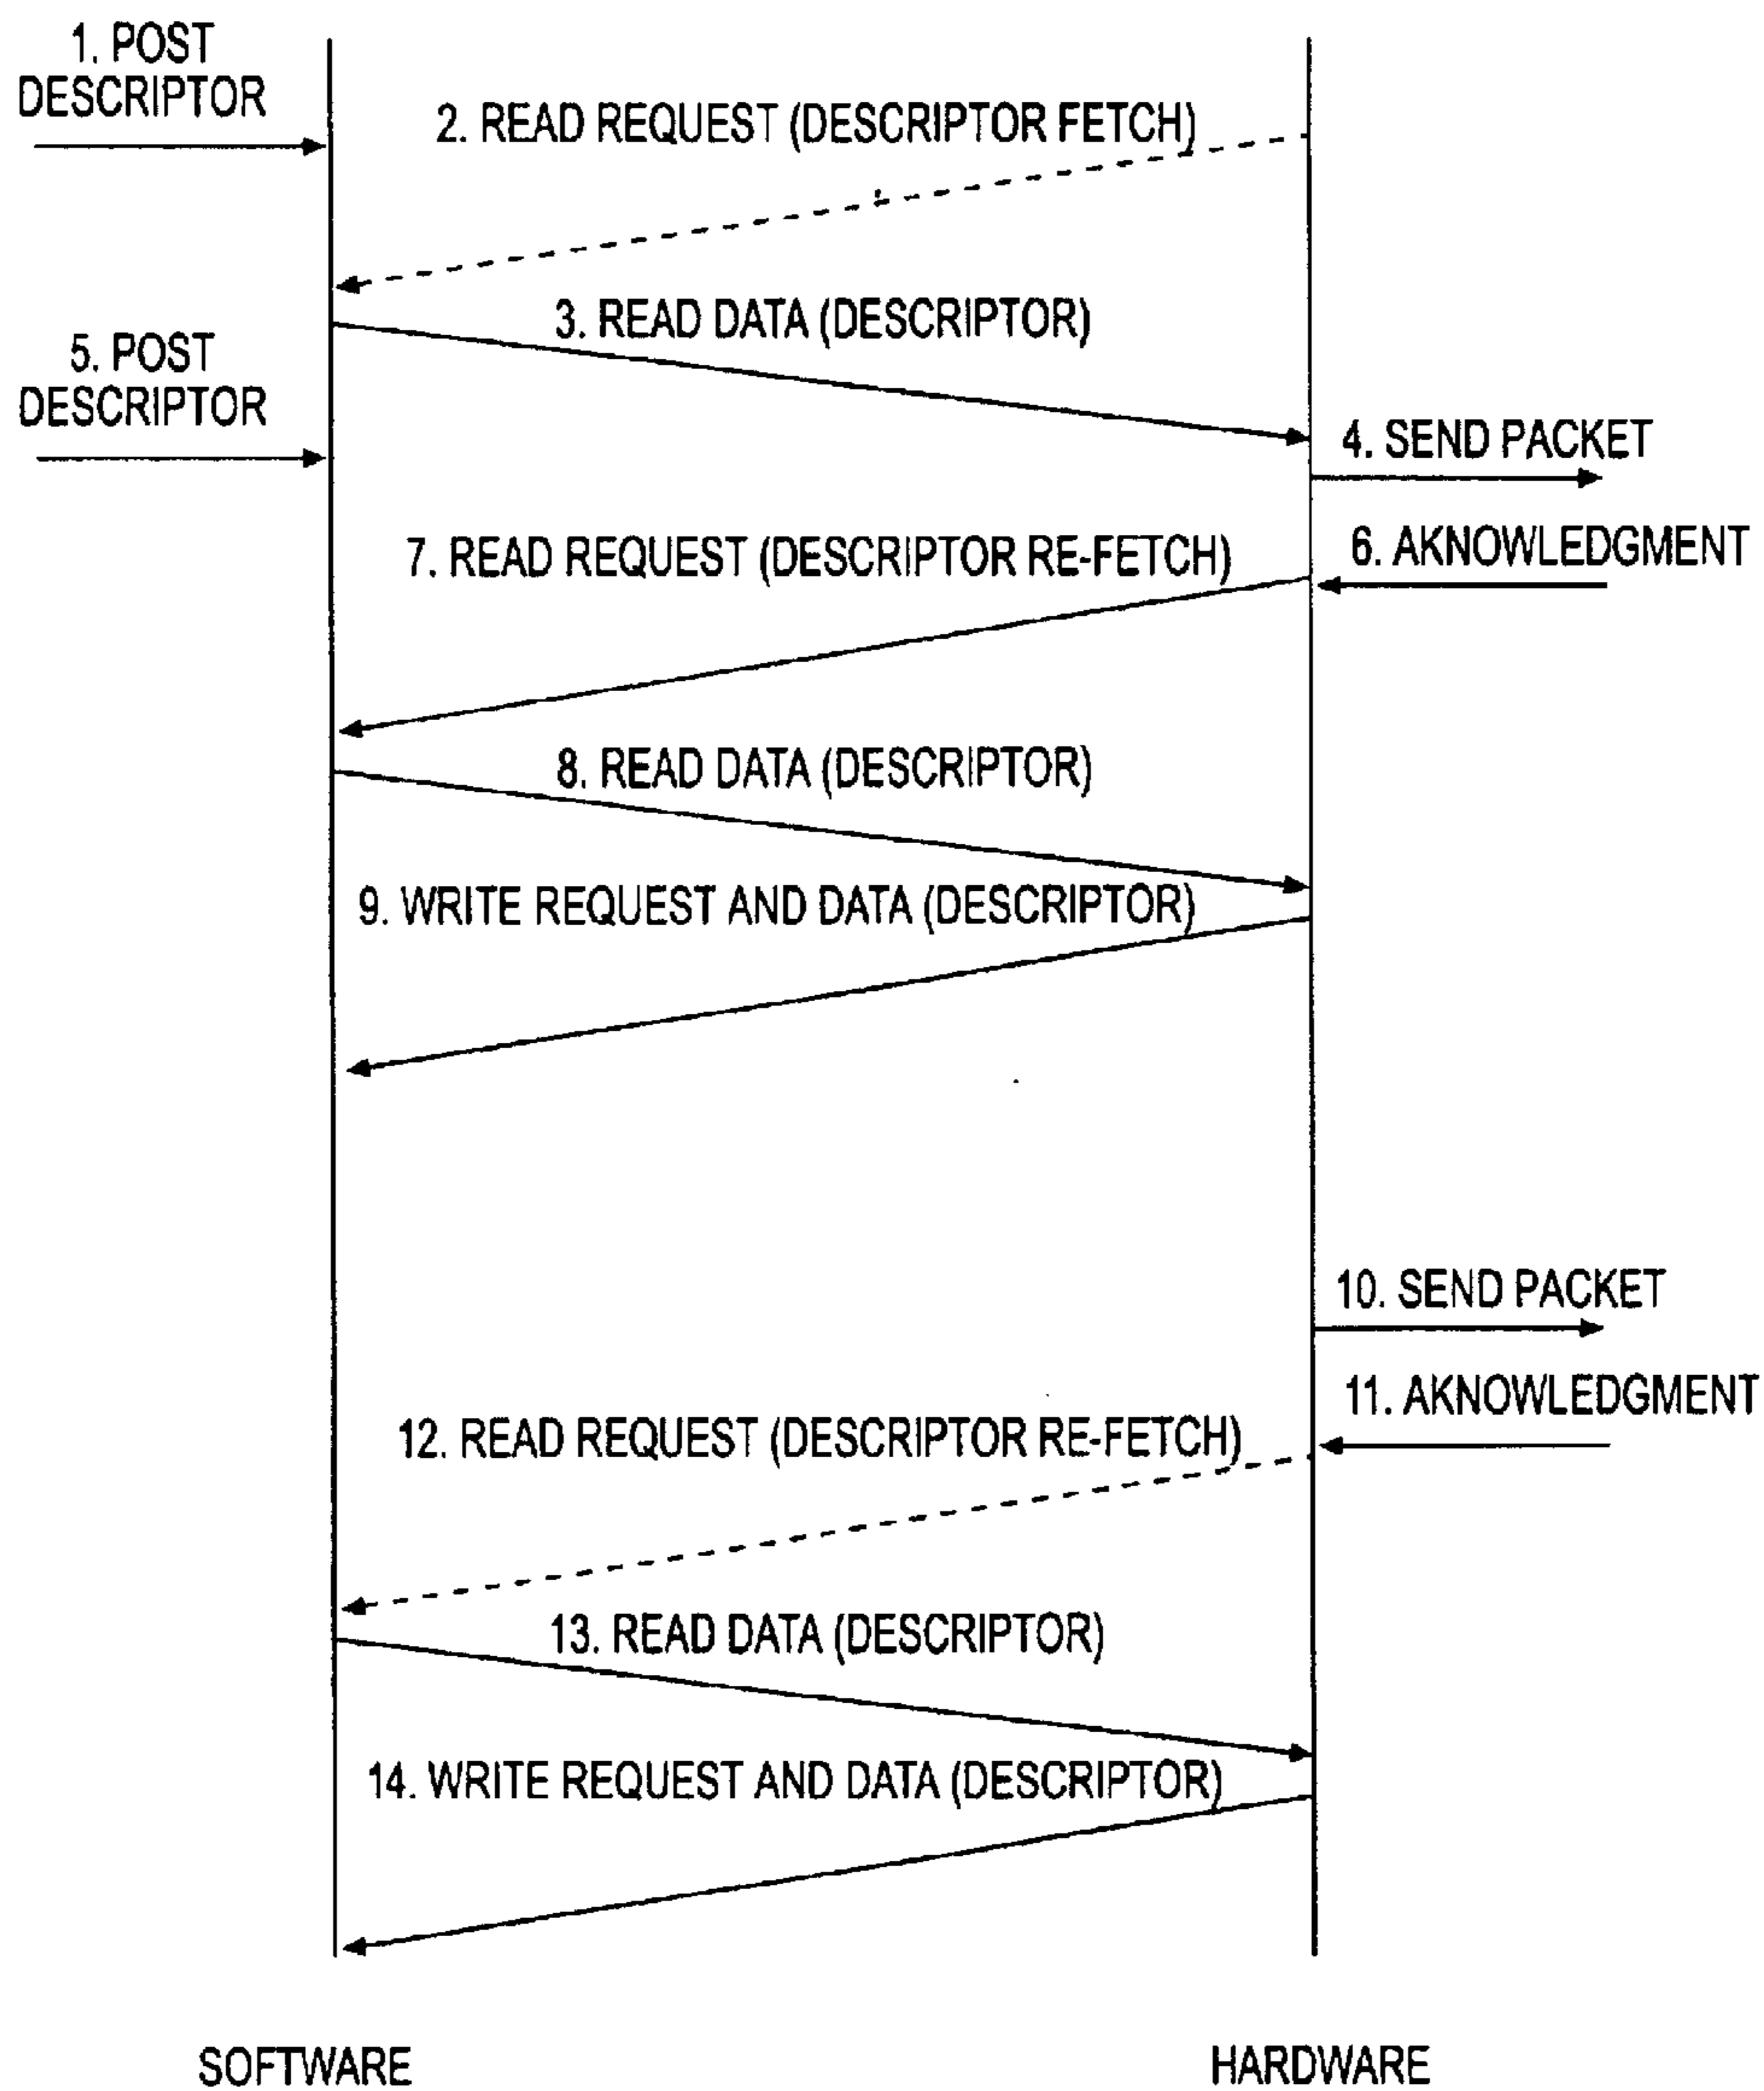 1. POST
DESCRIPTOR
2. READ REQUEST (DESCRIPTOR FETCH)
3. READ DATA (DESCRIPTOR)
5. POST
DESCRIPTOR
4. SEND PACKET
7. READ REQUEST (DESCRIPTOR RE-FETCH)
6. AKNOWLEDGMENT
8. READ DATA (DESCRIPTOR)
9. WRITE REQUEST AND DATA (DESCRIPTOR)
10. SEND PACKET
11. AKNOWLEDGMENT
12. READ REQUEST (DESCRIPTOR RE-FETCH)
13. READ DATA (DESCRIPTOR)
14. WRITE REQUEST AND DATA (DESCRIPTOR)
SOFTWARE
HARDWARE